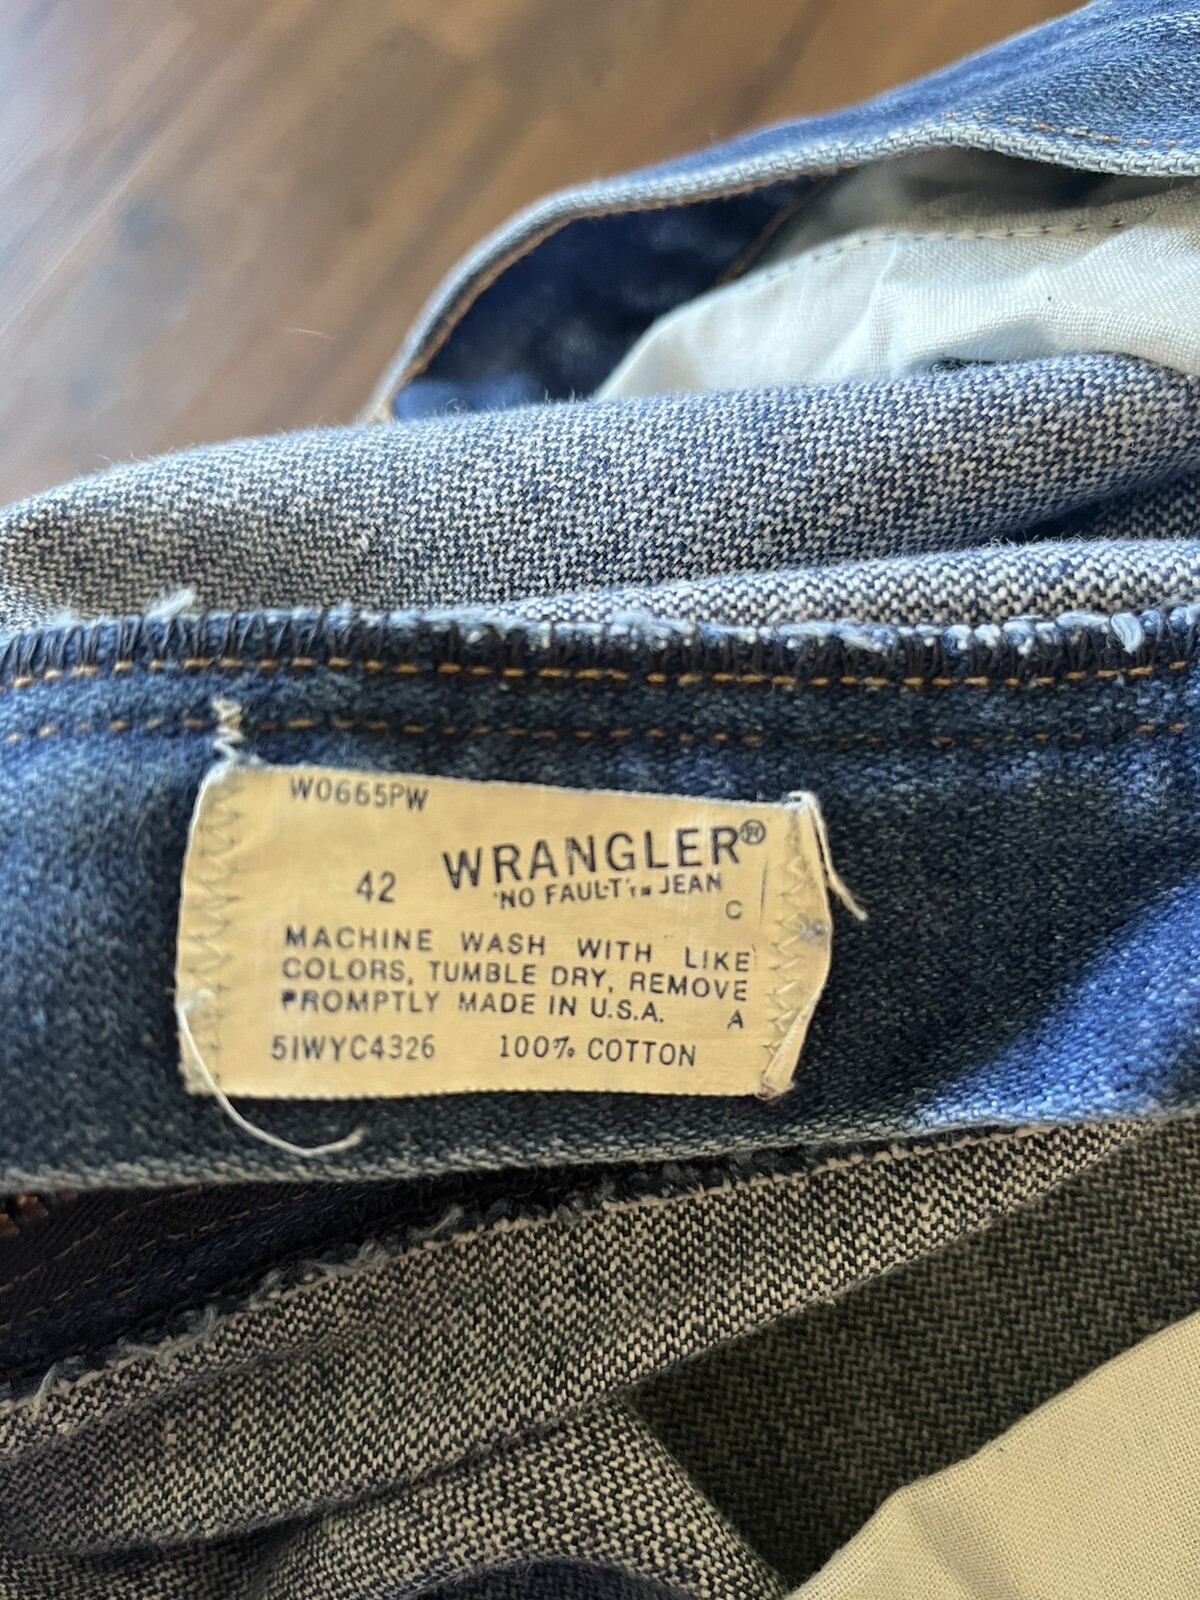 W0665PW
WRANGLER®
42
'NO FAULT' TM JEAN
C
MACHINE WASH WITH LIKE
COLORS, TUMBLE DRY, REMOVE
PROMPTLY MADE IN U.S.A.
A
51WYC4326 100% COTTON